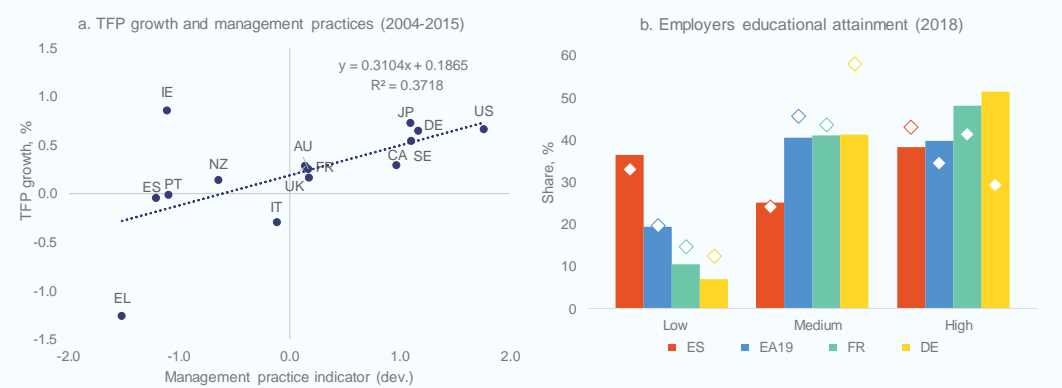 a. TFP growth and management practices (2004-2015)
1.5
1.0
0.5
0.0
-0.5
-1.0
-1.5
TFP growth, %
y = 0.3104x + 0.1865
R² = 0.3718
IE
JP
US
DE
AU
NZ
FR
CA SE
ES PT
UK
IT
EL
-2.0 -1.0 0.0 1.0 2.0
Management practice indicator (dev.)
b. Employers educational attainment (2018)
60
50
40
30
20
10
0
Share, %
Low Medium High
ES EA19 FR DE